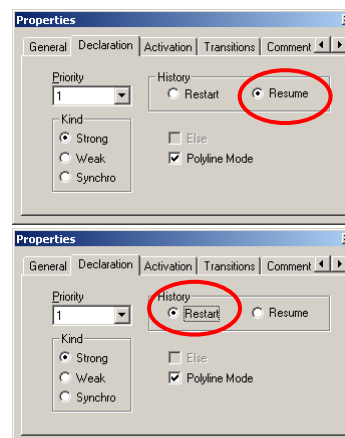 Properties
General Declaration Activation Transitions Comment
Priority History
1 Restart Resume
Kind
Strong Else
Weak Polyline Mode
Synchro
Properties
General Declaration Activation Transitions Comment
Priority History
1 Restart Resume
Kind
Strong Else
Weak Polyline Mode
Synchro